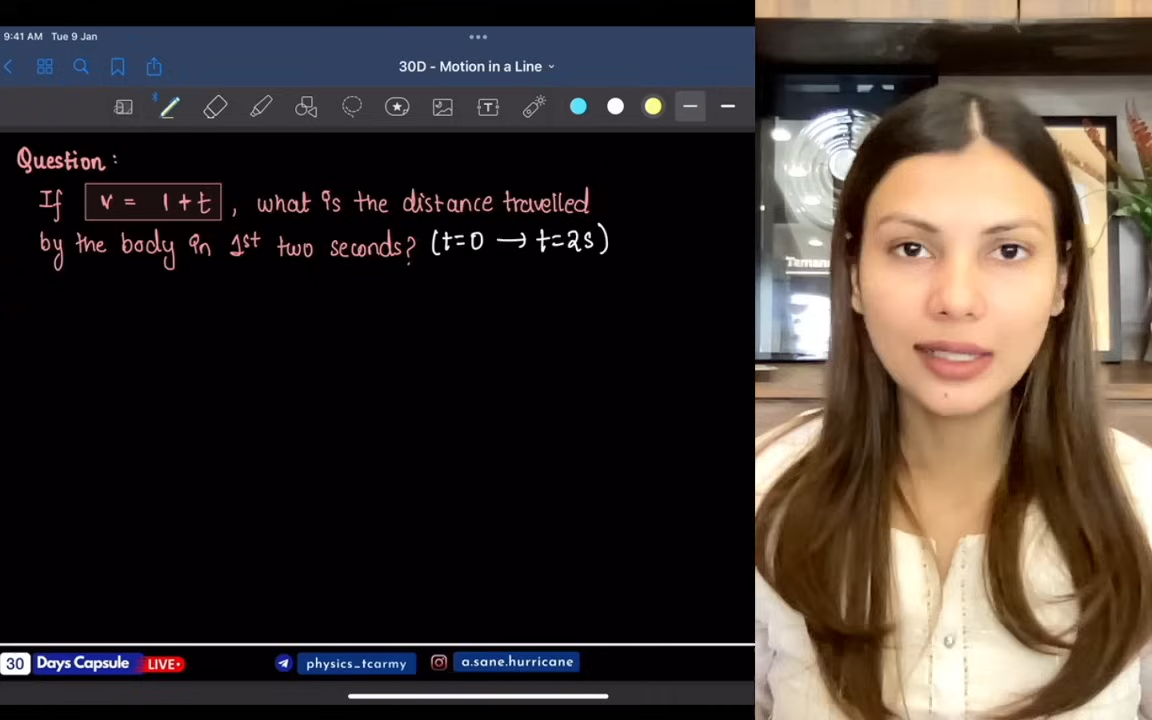 9:41 AM Tue 9 Jan
30D - Motion in a Line
T
Question:
If v = 1 + t, what is the distance travelled
by the body in 1st two seconds? (t=0 → t=2s)
30 Days Capsule LIVE
physics_tcarmy
a.sane.hurricane